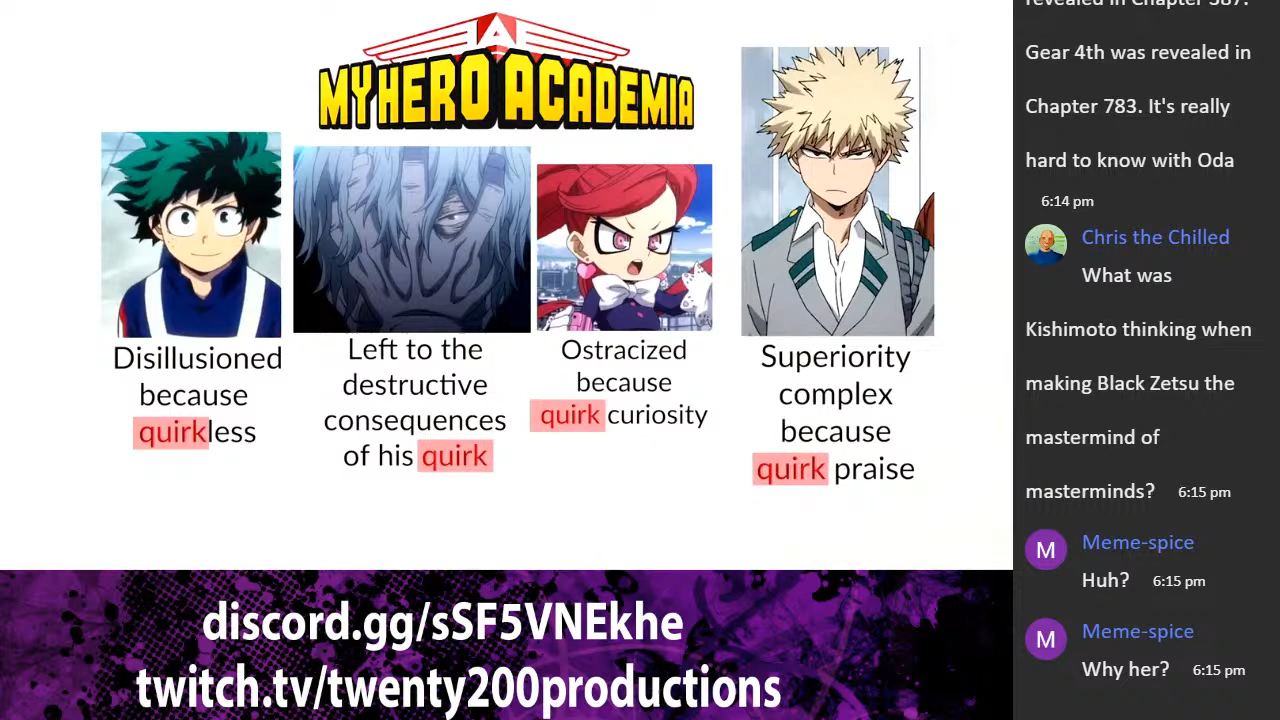 MY HERO ACADEMIA
Disillusioned
because
quirkless
Left to the
destructive
consequences
of his quirk
Ostracized
because
quirk curiosity
Superiority
complex
because
quirk praise
discord.gg/sSF5VNEkhe
twitch.tv/twenty200productions
revealed in Chapter 387.
Gear 4th was revealed in
Chapter 783. It's really
hard to know with Oda
6:14 pm
Chris the Chilled
What was
Kishimoto thinking when
making Black Zetsu the
mastermind of
masterminds? 6:15 pm
M
Meme-spice
Huh? 6:15 pm
M
Meme-spice
Why her? 6:15 pm